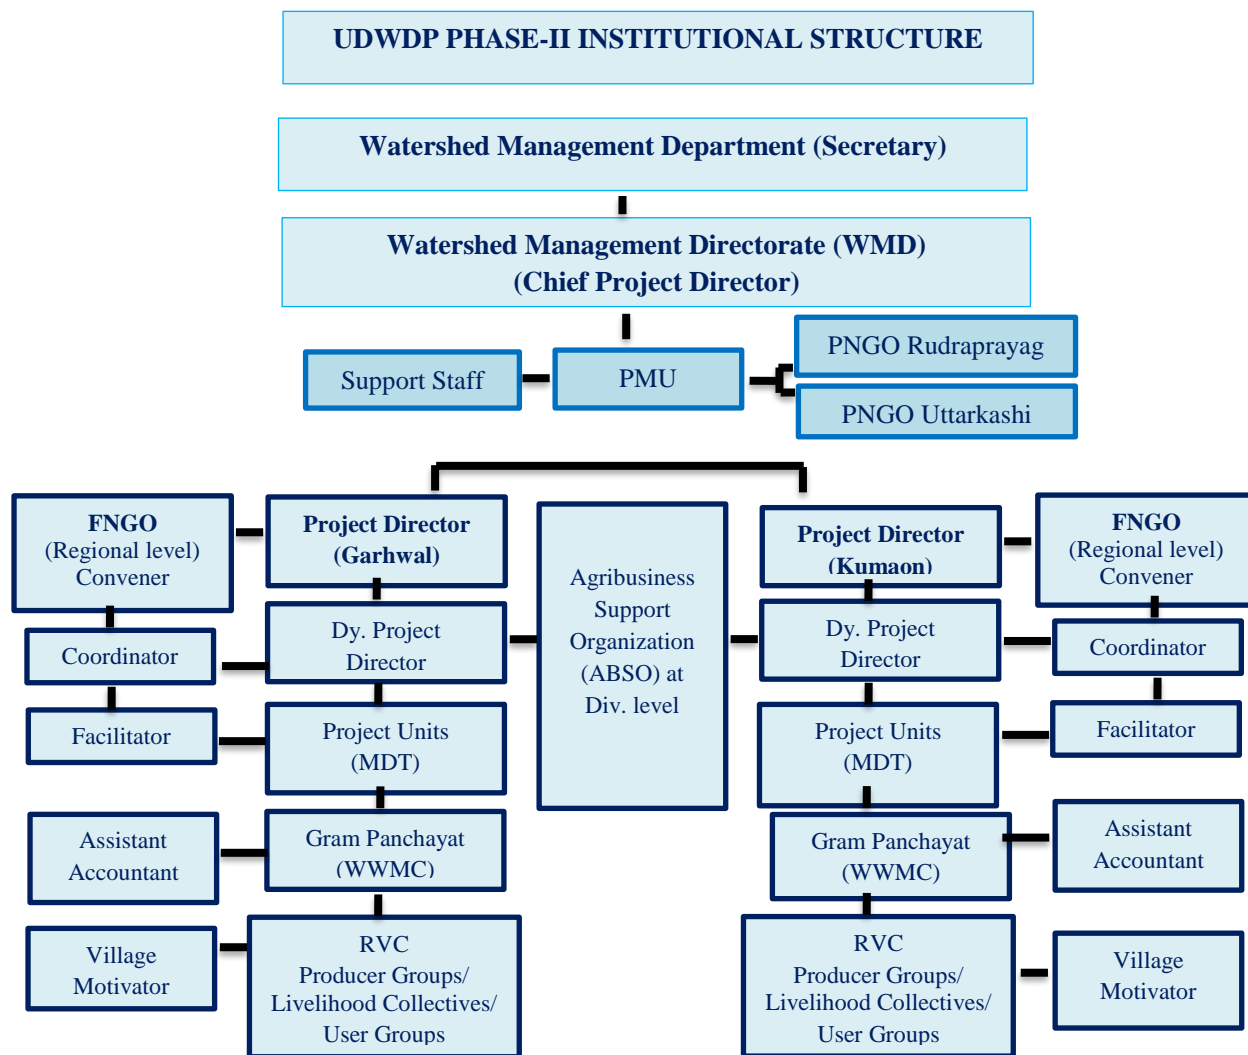 UDWDP PHASE-II INSTITUTIONAL STRUCTURE
Watershed Management Department (Secretary)
Watershed Management Directorate (WMD)
(Chief Project Director)
Support Staff
PMU
PNGO Rudraprayag
PNGO Uttarkashi
FNGO
(Regional level)
Convener
Project Director
(Garhwal)
Agribusiness
Support
Organization
(ABSO) at
Div. level
Project Director
(Kumaon)
FNGO
(Regional level)
Convener
Coordinator
Dy. Project
Director
Dy. Project
Director
Coordinator
Facilitator
Project Units
(MDT)
Project Units
(MDT)
Facilitator
Assistant
Accountant
Gram Panchayat
(WWMC)
Gram Panchayat
(WWMC)
Assistant
Accountant
Village
Motivator
RVC
Producer Groups/
Livelihood Collectives/
User Groups
RVC
Producer Groups/
Livelihood Collectives/
User Groups
Village
Motivator